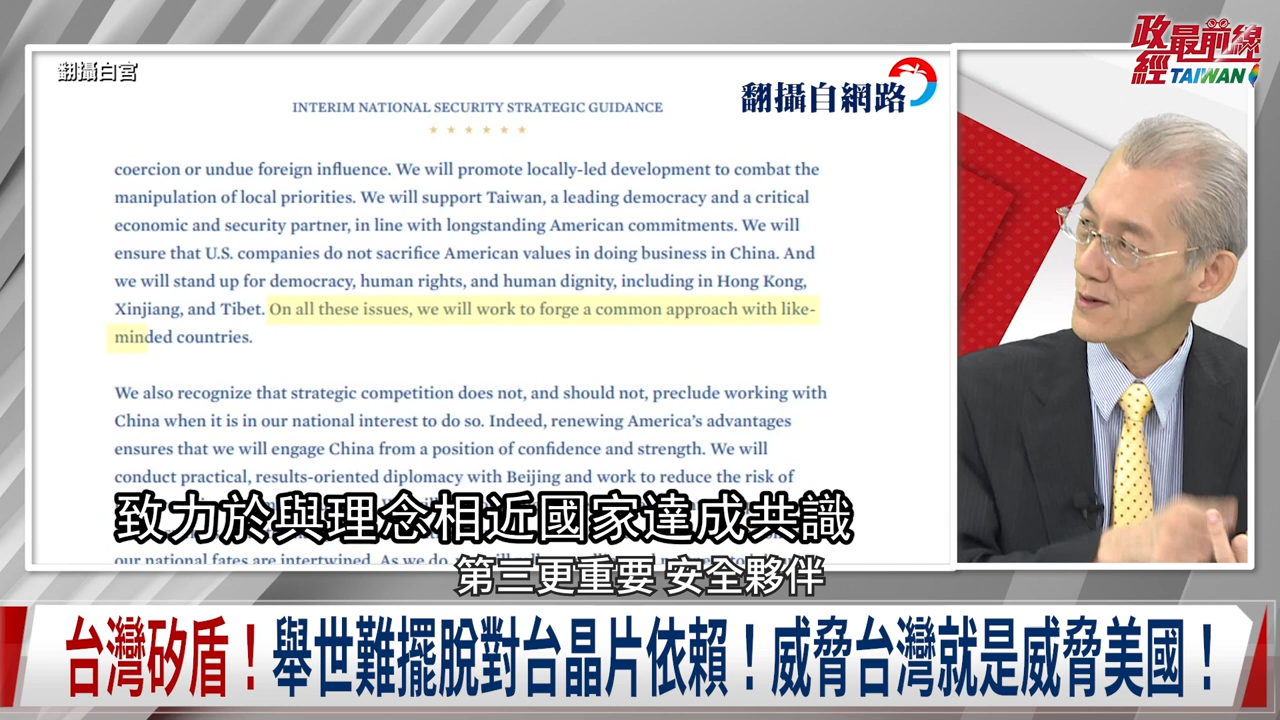 政最前線
經TAIWAN
翻攝白宮
翻攝自網路
INTERIM NATIONAL SECURITY STRATEGIC GUIDANCE
coercion or undue foreign influence. We will promote locally-led development to combat the
manipulation of local priorities. We will support Taiwan, a leading democracy and a critical
economic and security partner, in line with longstanding American commitments. We will
ensure that U.S. companies do not sacrifice American values in doing business in China. And
we will stand up for democracy, human rights, and human dignity, including in Hong Kong,
Xinjiang, and Tibet. On all these issues, we will work to forge a common approach with like-
minded countries.
We also recognize that strategic competition does not, and should not, preclude working with
China when it is in our national interest to do so. Indeed, renewing America’s advantages
ensures that we will engage China from a position of confidence and strength. We will
conduct practical, results-oriented diplomacy with Beijing and work to reduce the risk of
致力於與理念相近國家達成共識
our national fates are intertwined. As we do
第三更重要 安全夥伴
台灣矽盾！舉世難擺脫對台晶片依賴！威脅台灣就是威脅美國！